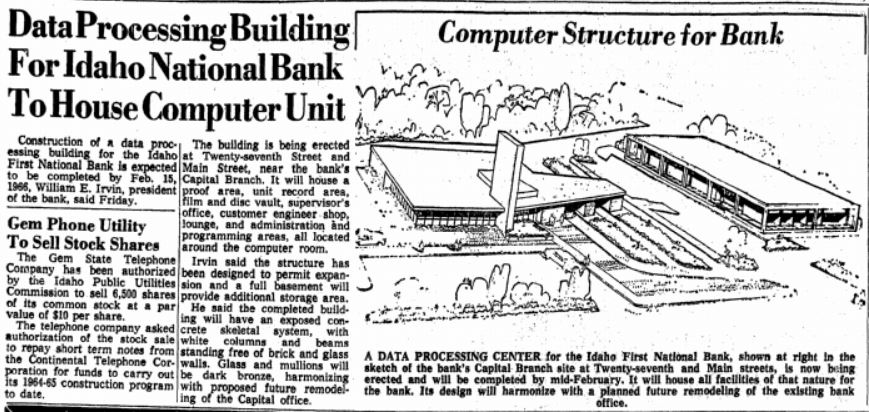 Data Processing Building
For Idaho National Bank
To House Computer Unit
Construction of a data proc-
essing building for the Idaho
First National Bank is expected
to be completed by Feb. 15,
1966, William E. Irvin, president
of the bank, said Friday.
Gem Phone Utility
To Sell Stock Shares
The Gem State Telephone
Company has been authorized
by the Idaho Public Utilities
Commission to sell 6,500 shares
of its common stock at a par
value of $10 per share.
The telephone company asked
authorization of the stock sale
to repay short term notes from
the Continental Telephone Cor-
poration for funds to carry out
its 1964-65 construction program
to date.
The building is being erected
at Twenty-seventh Street and
Main Street, near the bank's
Capital Branch. It will house a
proof area, unit record area,
film and disc vault, supervisor's
office, customer engineer shop,
lounge, and administration and
programming areas, all located
around the computer room.
Irvin said the structure has
been designed to permit expan-
sion and a full basement will
provide additional storage area.
He said the completed build-
ing will have an exposed con-
crete skeletal system, with
white columns and beams
standing free of brick and glass
walls. Glass and mullions will
be dark bronze, harmonizing
with proposed future remodel-
ing of the Capital office.
Computer Structure for Bank
A DATA PROCESSING CENTER for the Idaho First National Bank, shown at right in the
sketch of the bank's Capital Branch site at Twenty-seventh and Main streets, is now being
erected and will be completed by mid-February. It will house all facilities of that nature for
the bank. Its design will harmonize with a planned future remodeling of the existing bank
office.